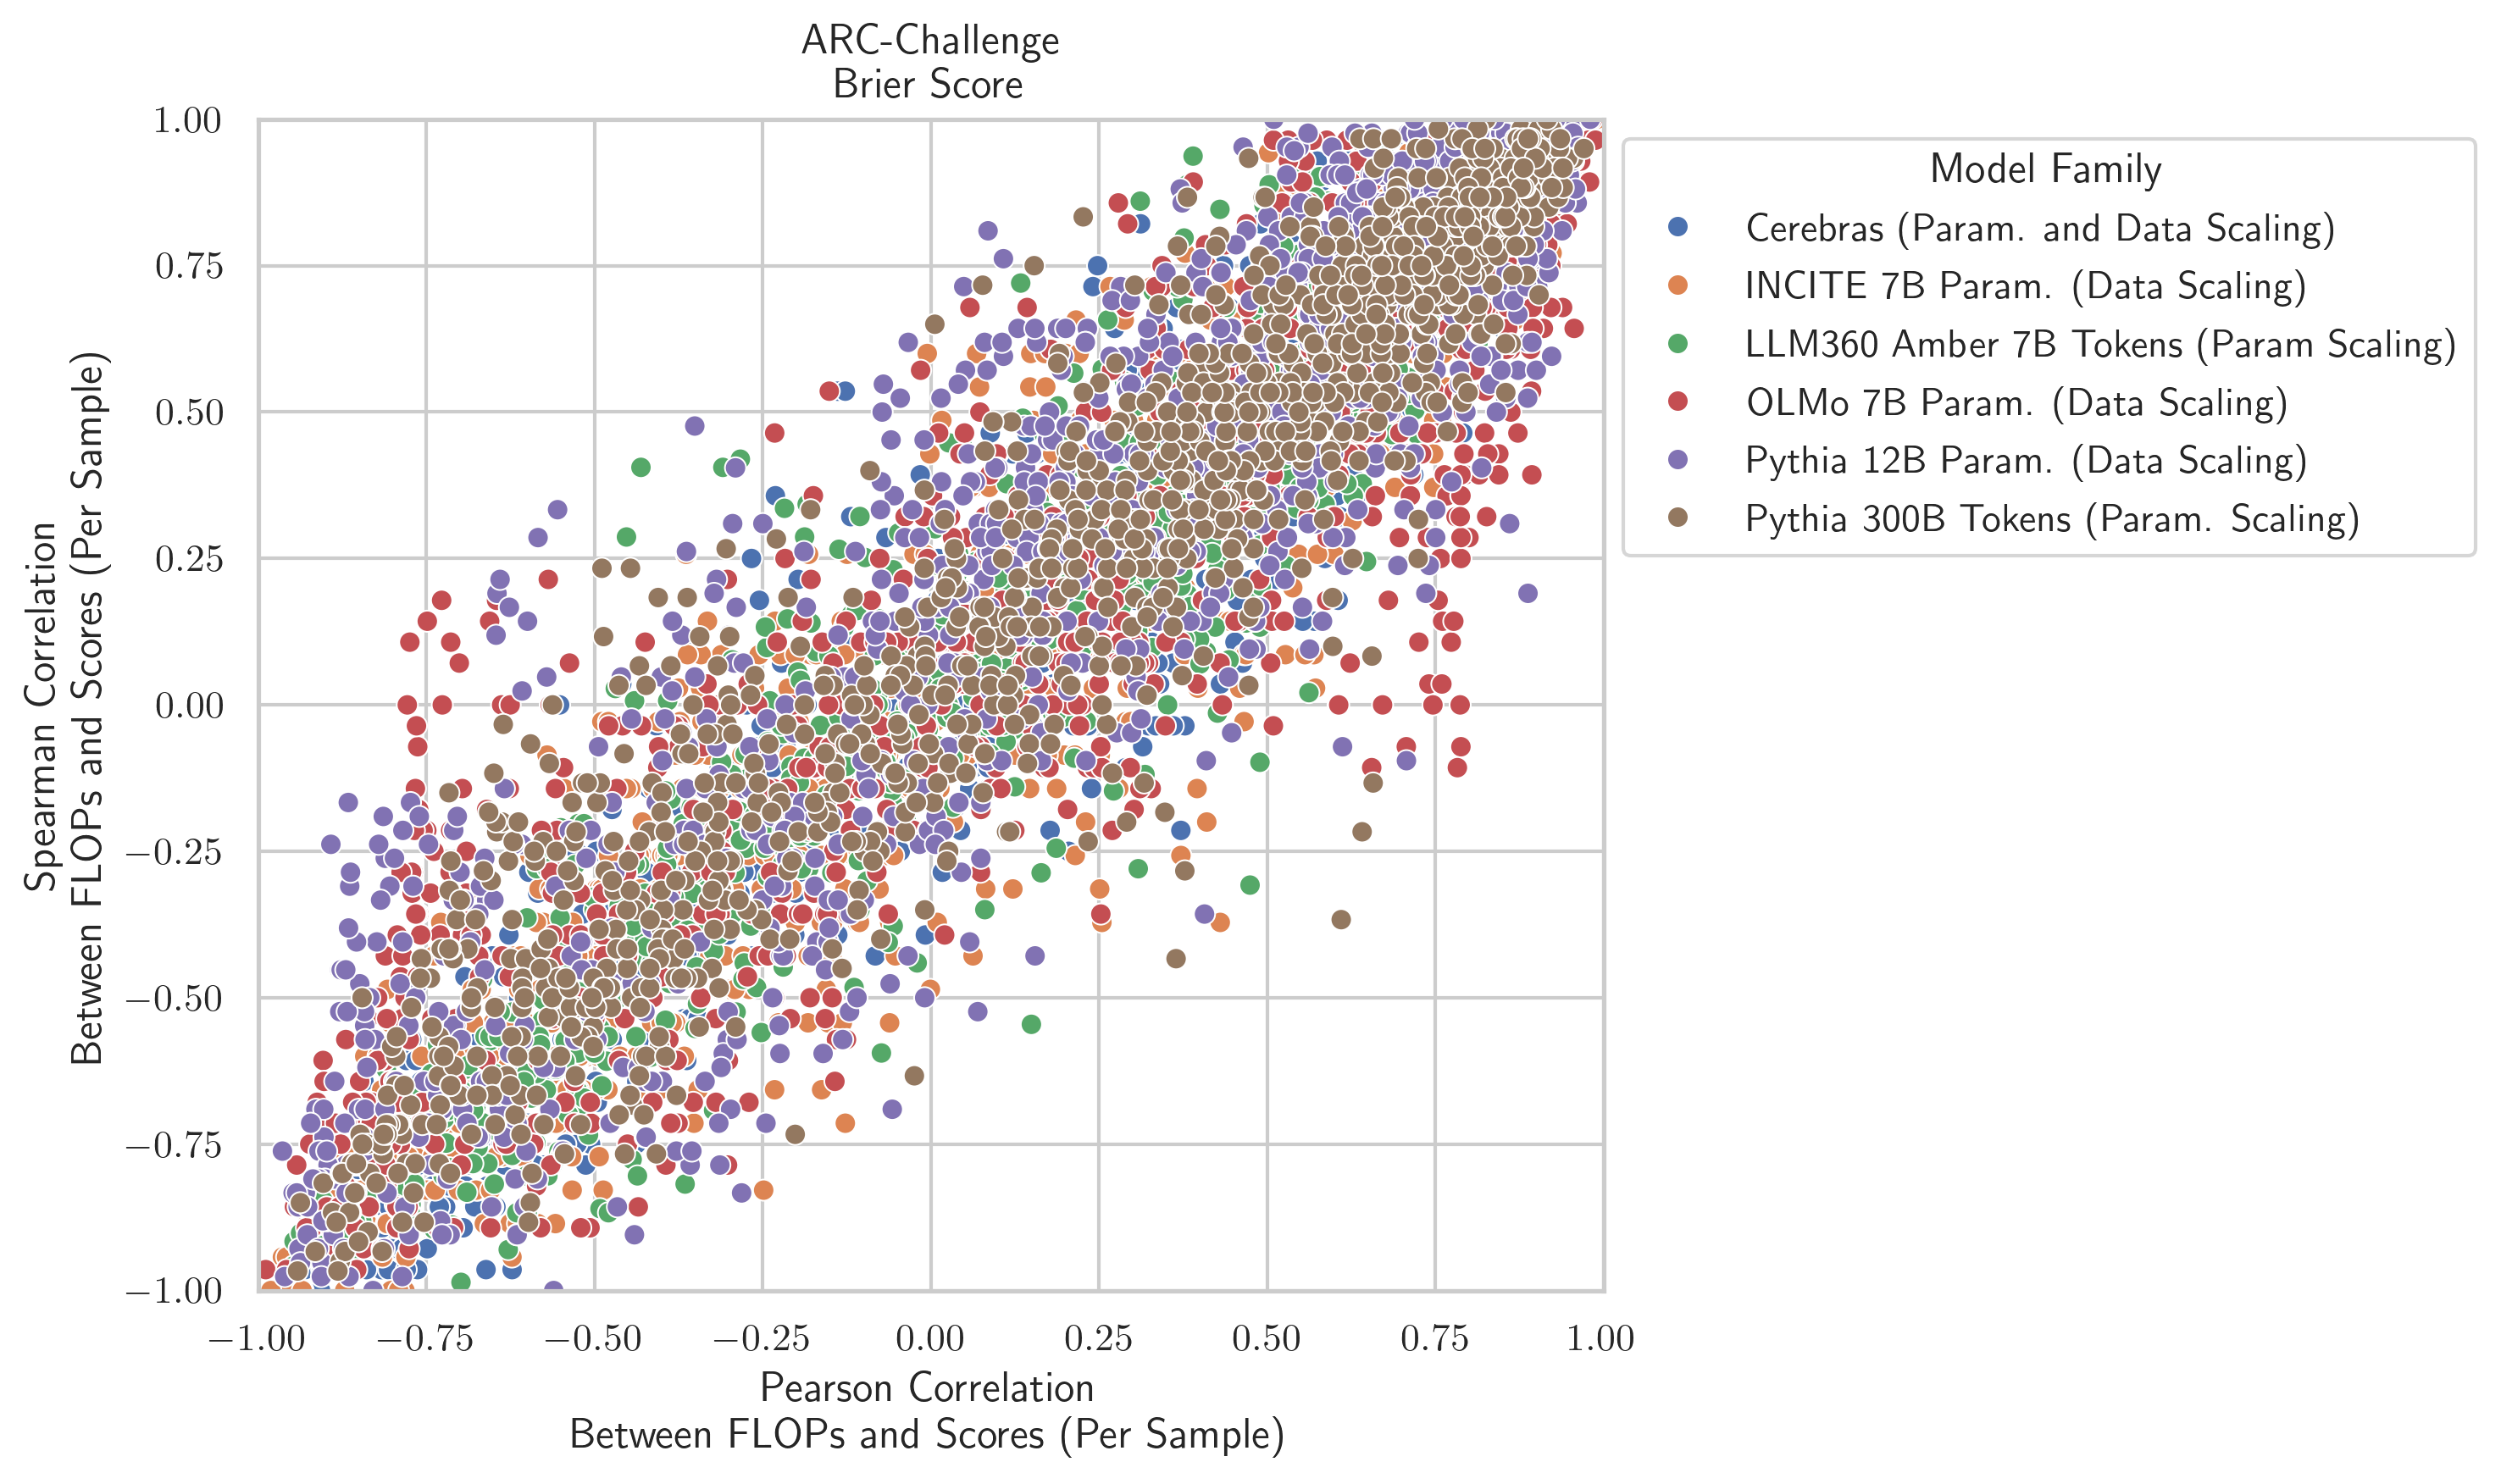 ARC-Challenge
Brier Score
1.00
0.75
0.50
0.25
0.00
−0.25
−0.50
−0.75
−1.00
Spearman Correlation
Between FLOPs and Scores (Per Sample)
−1.00 −0.75 −0.50 −0.25 0.00 0.25 0.50 0.75 1.00
Pearson Correlation
Between FLOPs and Scores (Per Sample)
Model Family
Cerebras (Param. and Data Scaling)
INCITE 7B Param. (Data Scaling)
LLM360 Amber 7B Tokens (Param Scaling)
OLMo 7B Param. (Data Scaling)
Pythia 12B Param. (Data Scaling)
Pythia 300B Tokens (Param. Scaling)